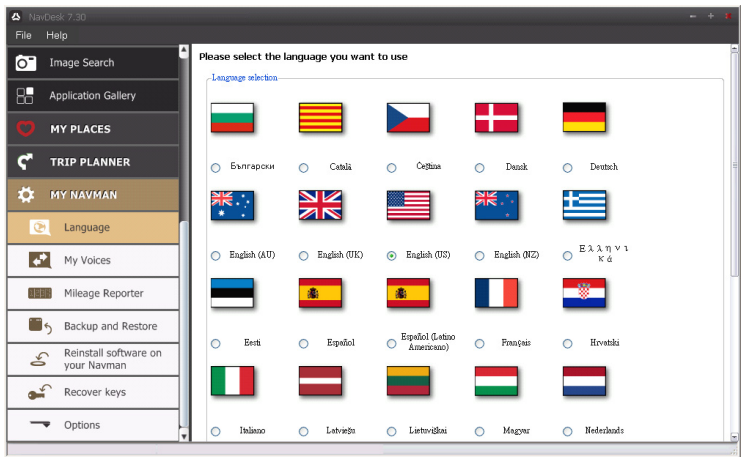 NavDesk 7.30
File Help
Image Search
Application Gallery
MY PLACES
TRIP PLANNER
MY NAVMAN
Language
My Voices
Mileage Reporter
Backup and Restore
Reinstall software on
your Navman
Recover keys
Options
Please select the language you want to use
Language selection
Български Català Čeština Dansk Deutsch
English (AU) English (UK) English (US) English (NZ) Ελληνι
κά
Eesti Español Español (Latino
Americano) Français Hrvatski
Italiano Latviešu Lietuviškai Magyar Nederlands